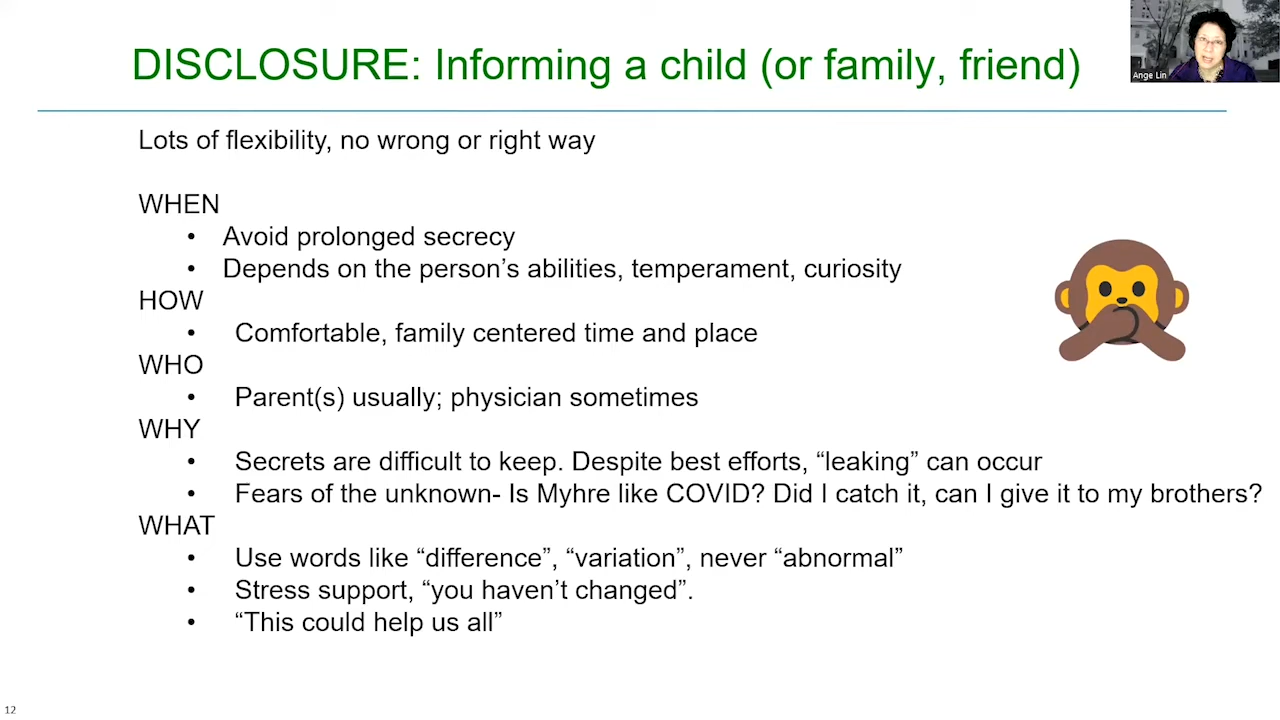 DISCLOSURE: Informing a child (or family, friend)
Ange Lin
Lots of flexibility, no wrong or right way
WHEN
• Avoid prolonged secrecy
• Depends on the person’s abilities, temperament, curiosity
HOW
• Comfortable, family centered time and place
WHO
• Parent(s) usually; physician sometimes
WHY
• Secrets are difficult to keep. Despite best efforts, “leaking” can occur
• Fears of the unknown- Is Myhre like COVID? Did I catch it, can I give it to my brothers?
WHAT
• Use words like “difference”, “variation”, never “abnormal”
• Stress support, “you haven’t changed”.
• “This could help us all”
12